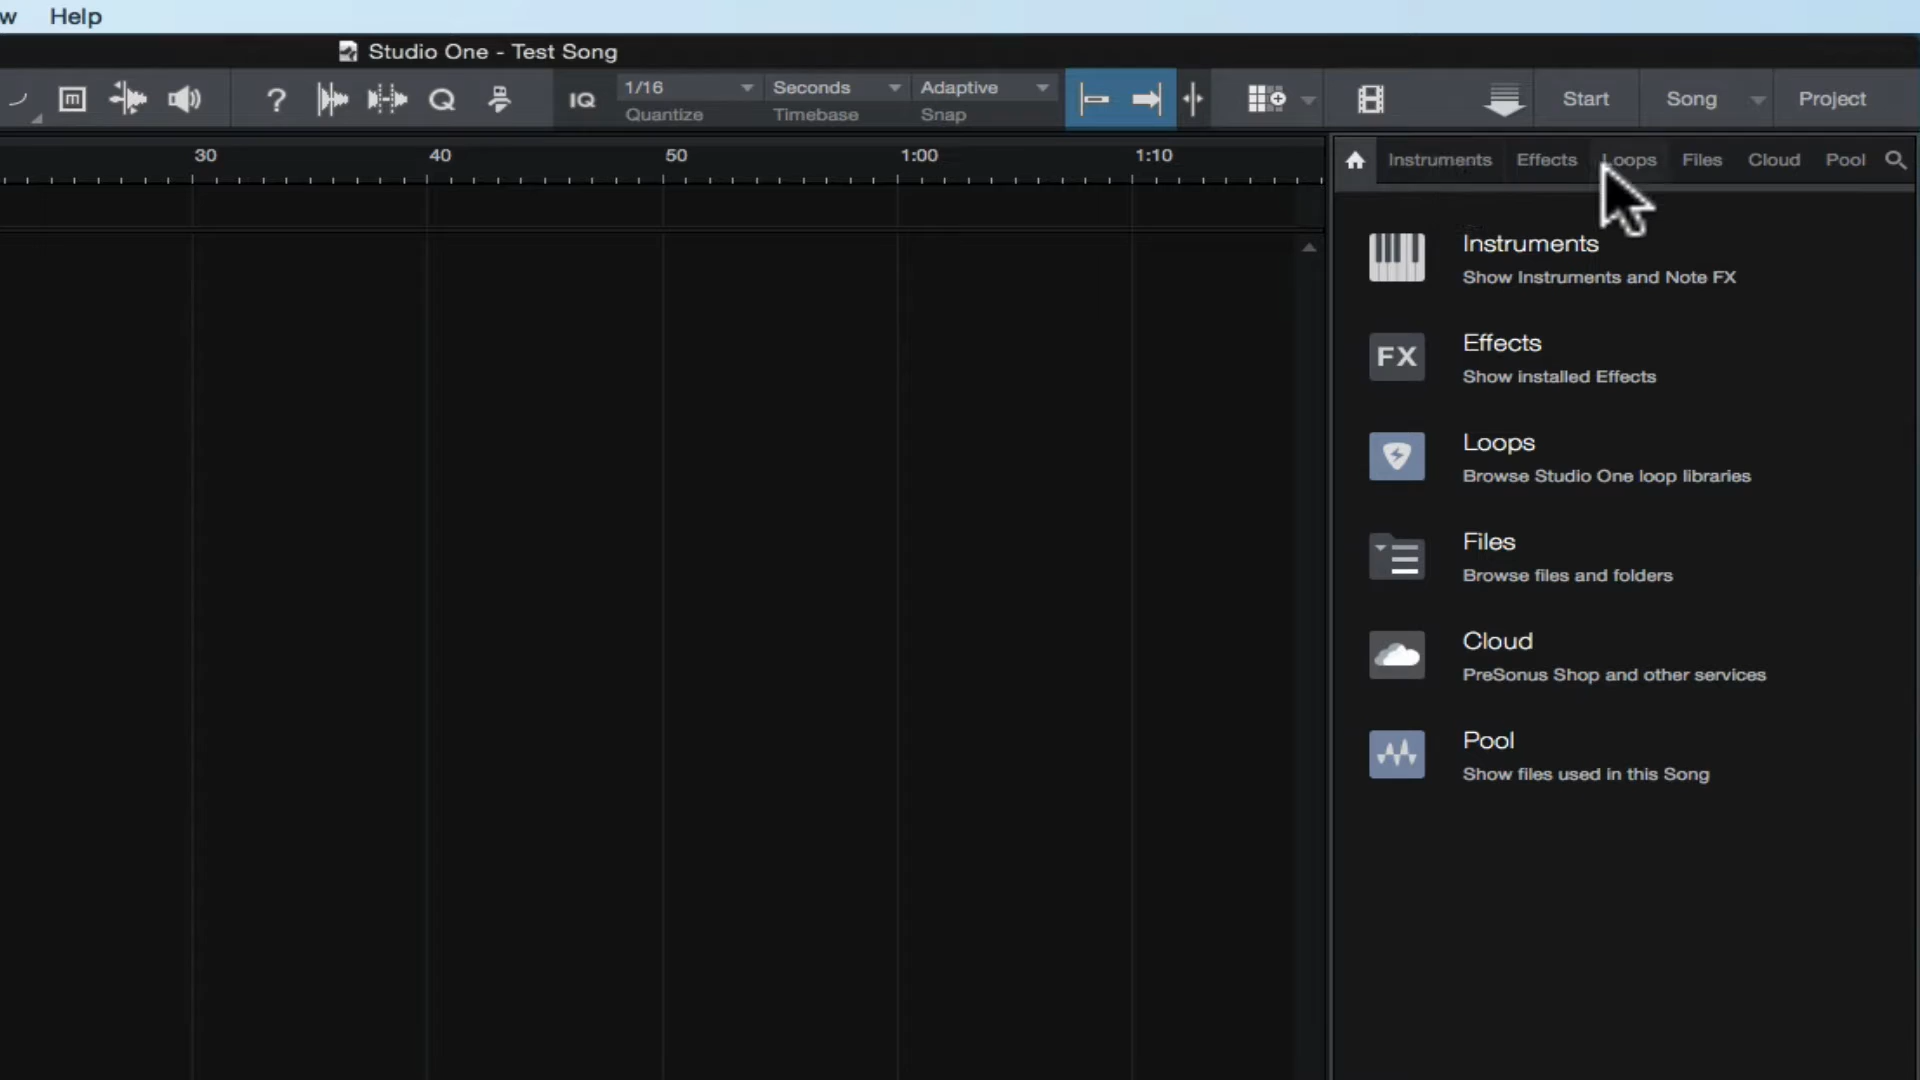 w Help
Studio One - Test Song
? Q IQ 1/16 Seconds Adaptive Start Song Project
Quantize Timebase Snap
30 40 50 1:00 1:10
Instruments Effects Loops Files Cloud Pool
Instruments
Show Instruments and Note FX
FX Effects
Show installed Effects
Loops
Browse Studio One loop libraries
Files
Browse files and folders
Cloud
PreSonus Shop and other services
Pool
Show files used in this Song